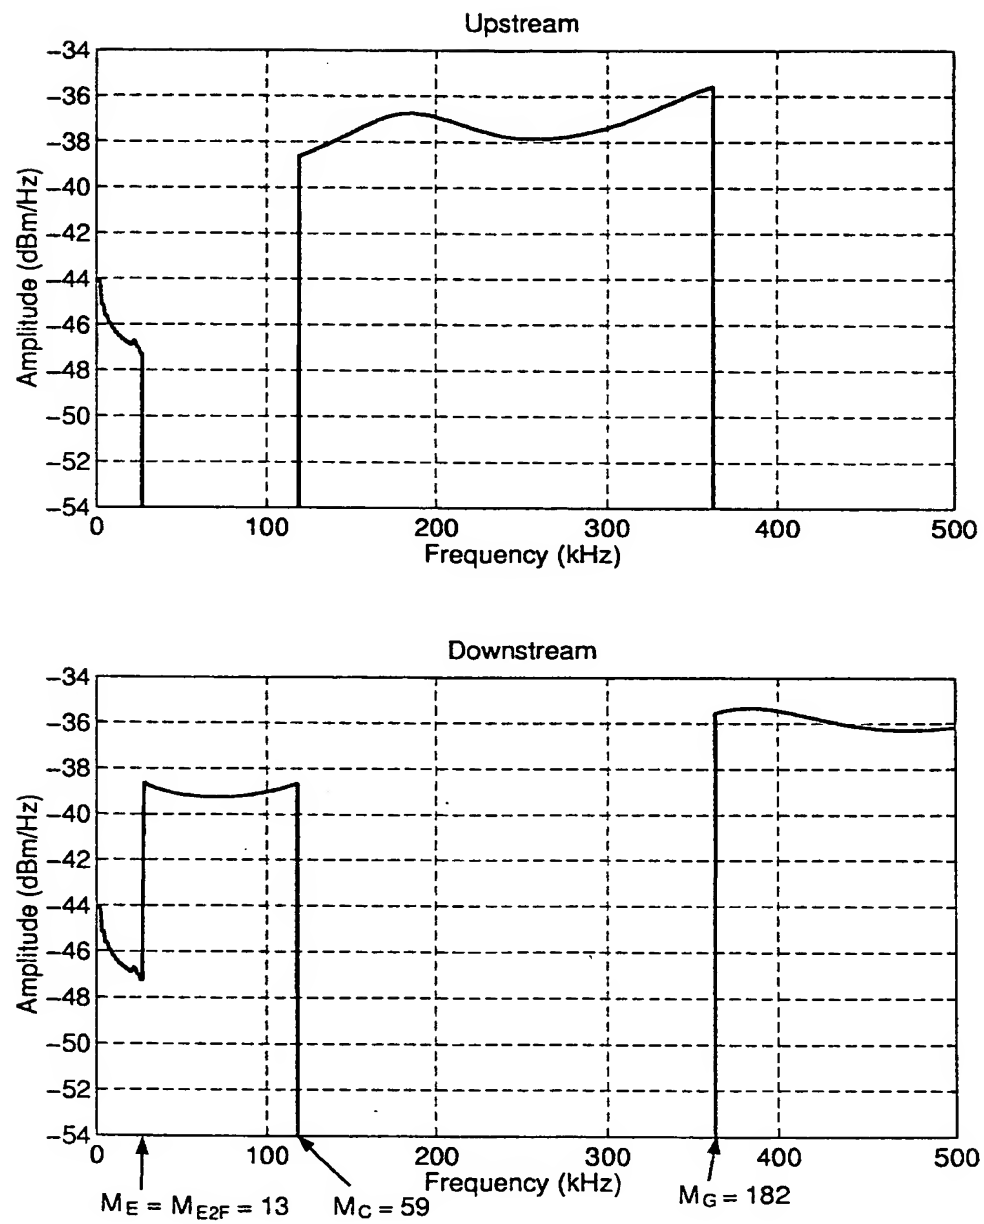 Upstream
Amplitude (dBm/Hz)
−34
−36
−38
−40
−42
−44
−46
−48
−50
−52
−54
0 100 200 300 400 500
Frequency (kHz)
Downstream
Amplitude (dBm/Hz)
−34
−36
−38
−40
−42
−44
−46
−48
−50
−52
−54
0 100 200 300 400 500
Frequency (kHz)
M_E = M_E2F = 13 M_C = 59 M_G = 182